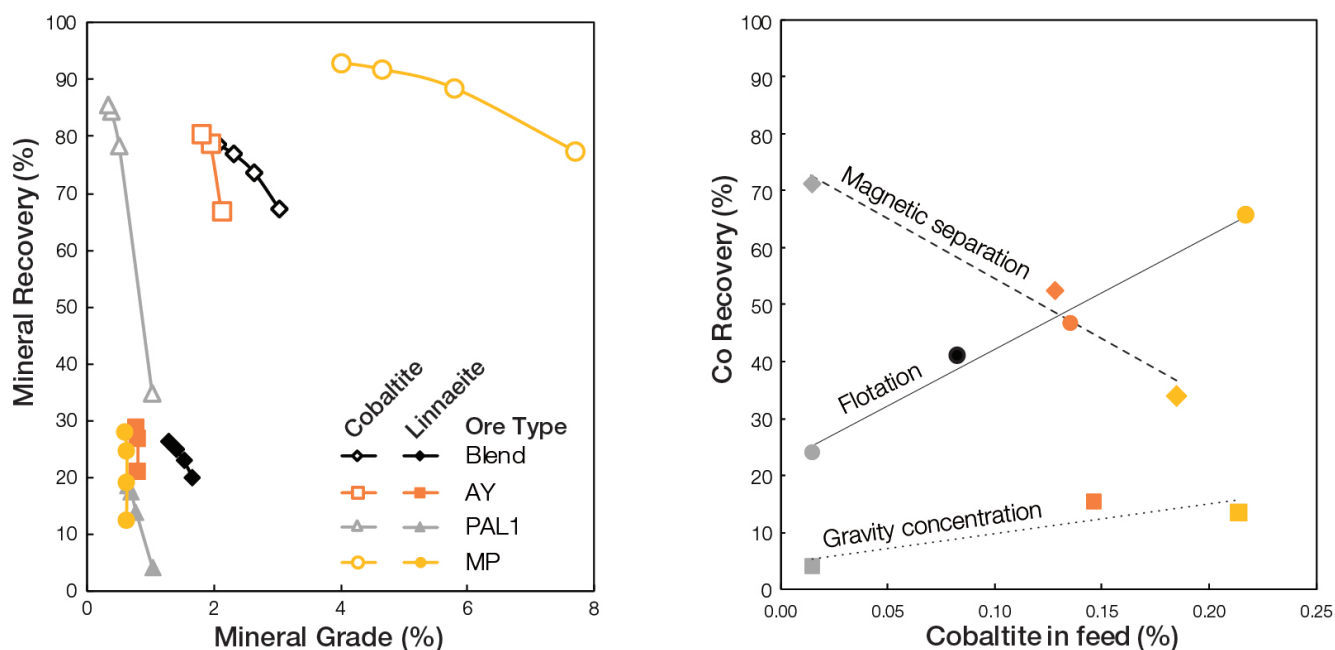 Mineral Recovery (%)
100
90
80
70
60
50
40
30
20
10
0
0 2 4 6 8
Mineral Grade (%)
Cobaltite Linnaeite Ore Type
Blend
AY
PAL1
MP
Co Recovery (%)
100
90
80
70
60
50
40
30
20
10
0
0.00 0.05 0.10 0.15 0.20 0.25
Cobaltite in feed (%)
Magnetic separation
Flotation
Gravity concentration